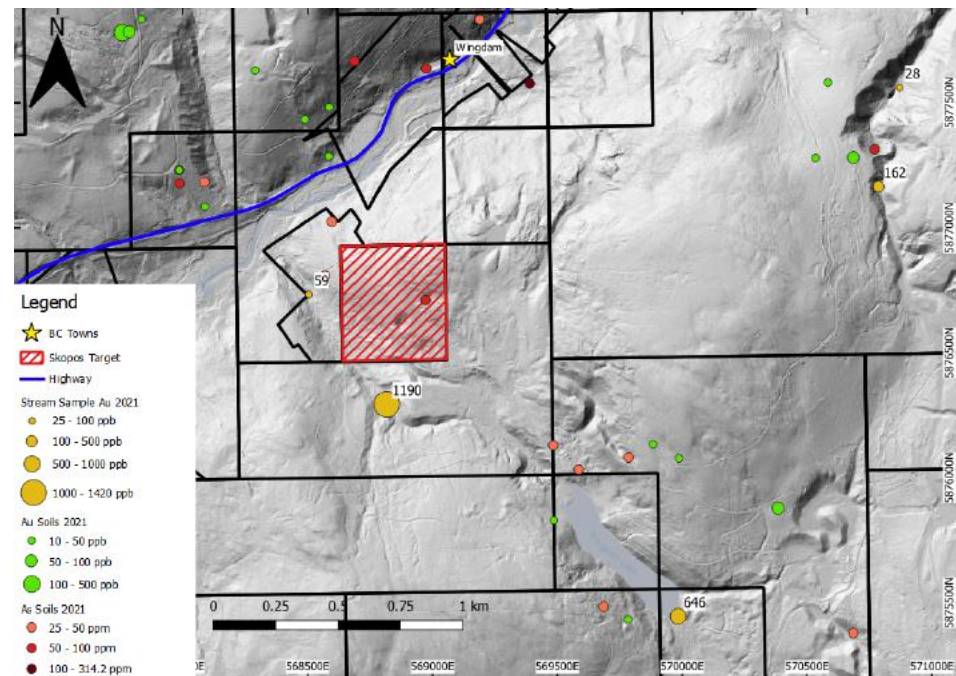 N
Wingdam
28
162
59
1190
646
5877500N
5877000N
5876500N
5876000N
5875500N
Legend
BC Towns
Skopos Target
Highway
Stream Sample Au 2021
25 - 100 ppb
100 - 500 ppb
500 - 1000 ppb
1000 - 1420 ppb
Au Soils 2021
10 - 50 ppb
50 - 100 ppb
100 - 500 ppb
As Soils 2021
25 - 50 ppm
50 - 100 ppm
100 - 314.2 ppm
0 0.25 0.5 0.75 1 km
568500E 569000E 569500E 570000E 570500E 571000E